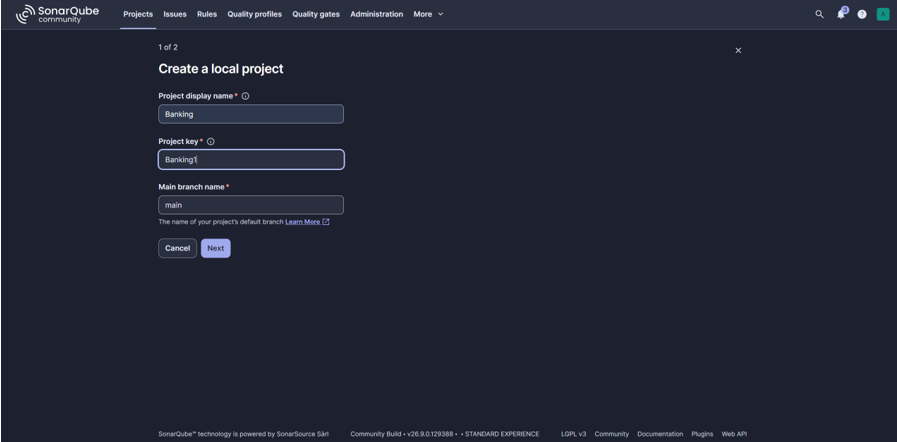 SonarQube
community
Projects Issues Rules Quality profiles Quality gates Administration More
3
A
1 of 2
Create a local project
Project display name*
Banking
Project key*
Banking1
Main branch name*
main
The name of your project's default branch Learn More
Cancel Next
SonarQube™ technology is powered by SonarSource Sàrl Community Build • v26.9.0.129388 • • STANDARD EXPERIENCE LGPL v3 Community Documentation Plugins Web API